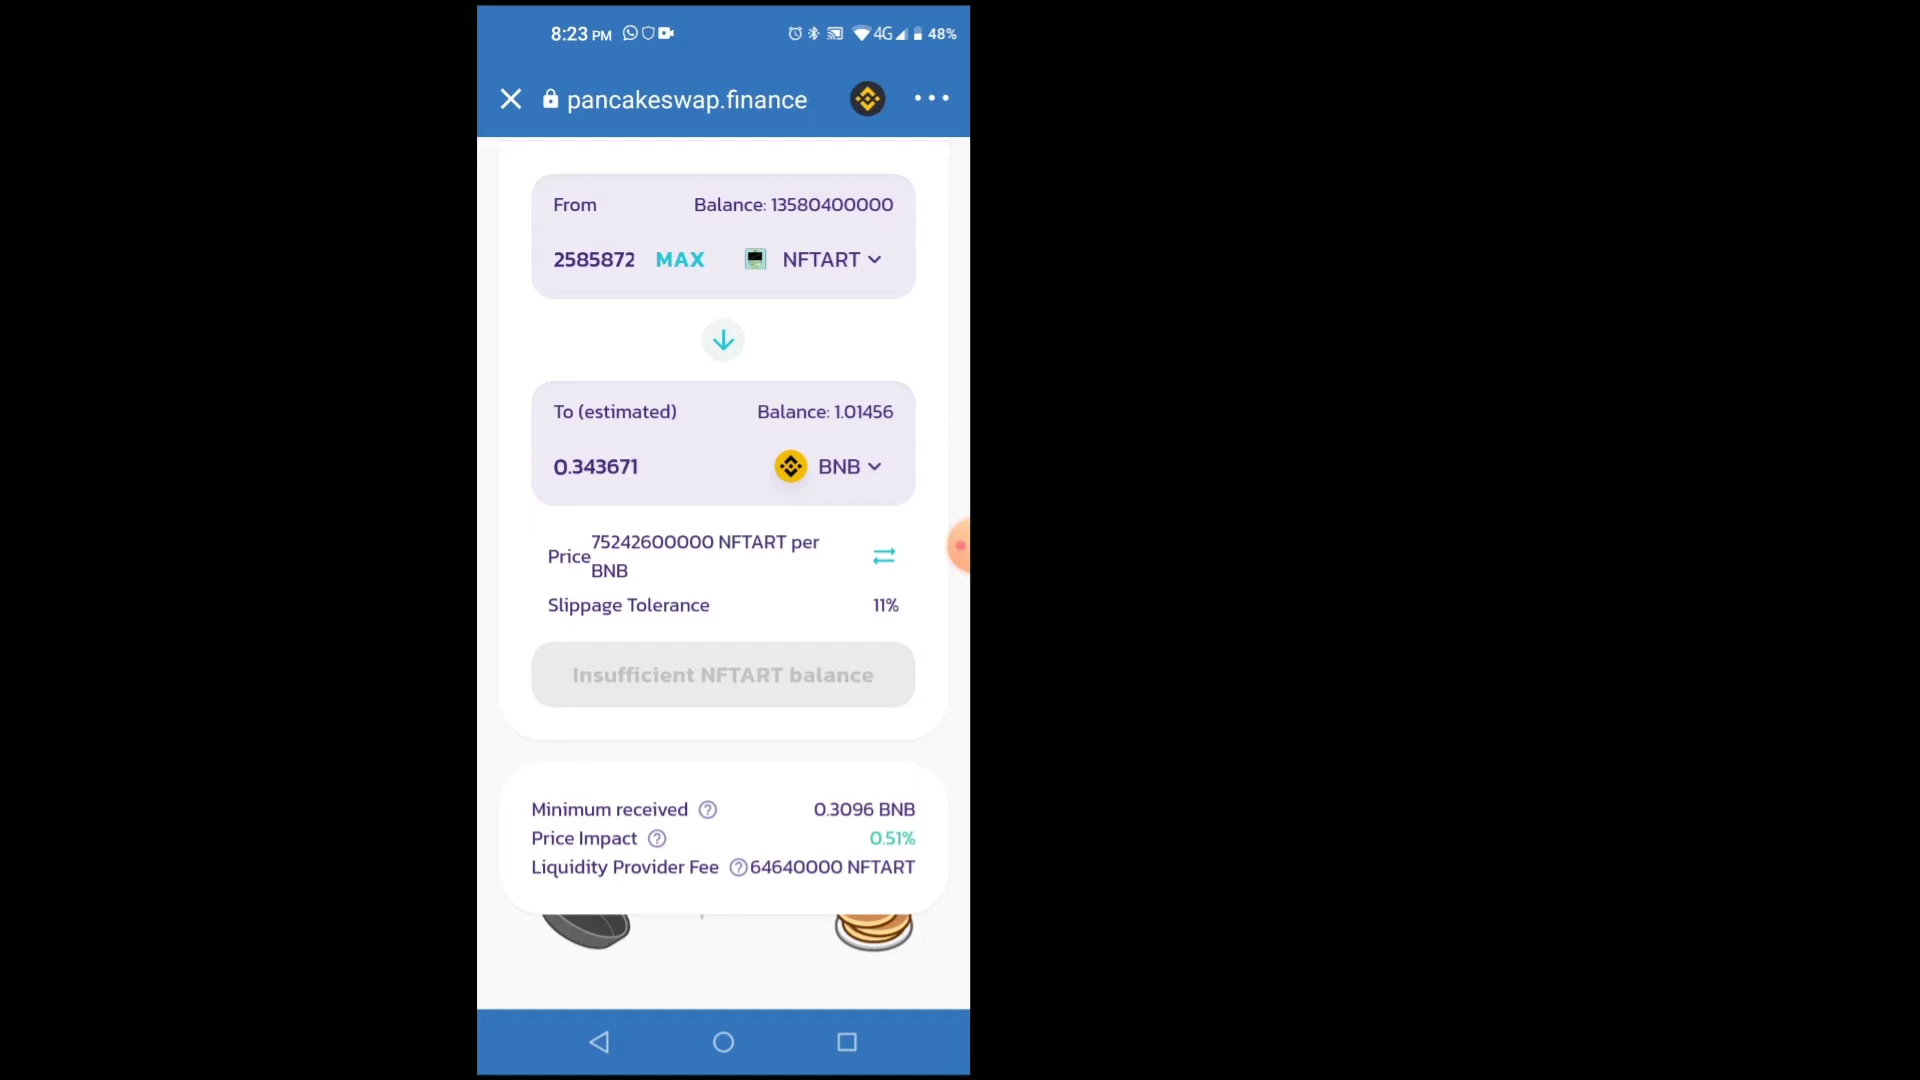 8:23 PM 4G 48%
pancakeswap.finance
From Balance: 13580400000
2585872 MAX NFTART
To (estimated) Balance: 1.01456
0.343671 BNB
Price 75242600000 NFTART per BNB
Slippage Tolerance 11%
Insufficient NFTART balance
Minimum received ? 0.3096 BNB
Price Impact ? 0.51%
Liquidity Provider Fee ? 64640000 NFTART